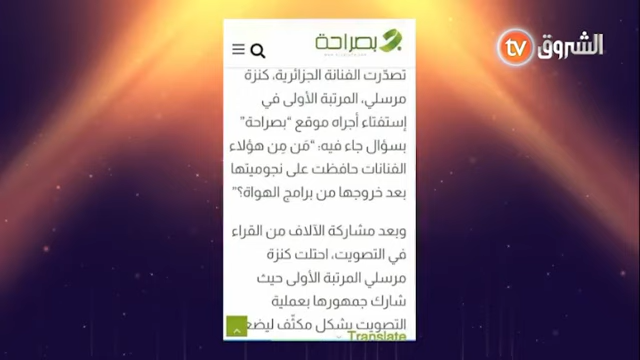 الشروق tv
بصراحة
تصدّرت الفنانة الجزائرية، كنزة
مرسلي، المرتبة الأولى في
إستفتاء أجراه موقع “بصراحة”
بسؤال جاء فيه: “مَن مِن هؤلاء
الفنانات حافظت على نجوميتها
بعد خروجها من برامج الهواة؟”
وبعد مشاركة الآلاف من القراء
في التصويت، احتلت كنزة
مرسلي المرتبة الأولى حيث
شارك جمهورها بعملية
التصويت بشكل مكثّف ليضع
Translate